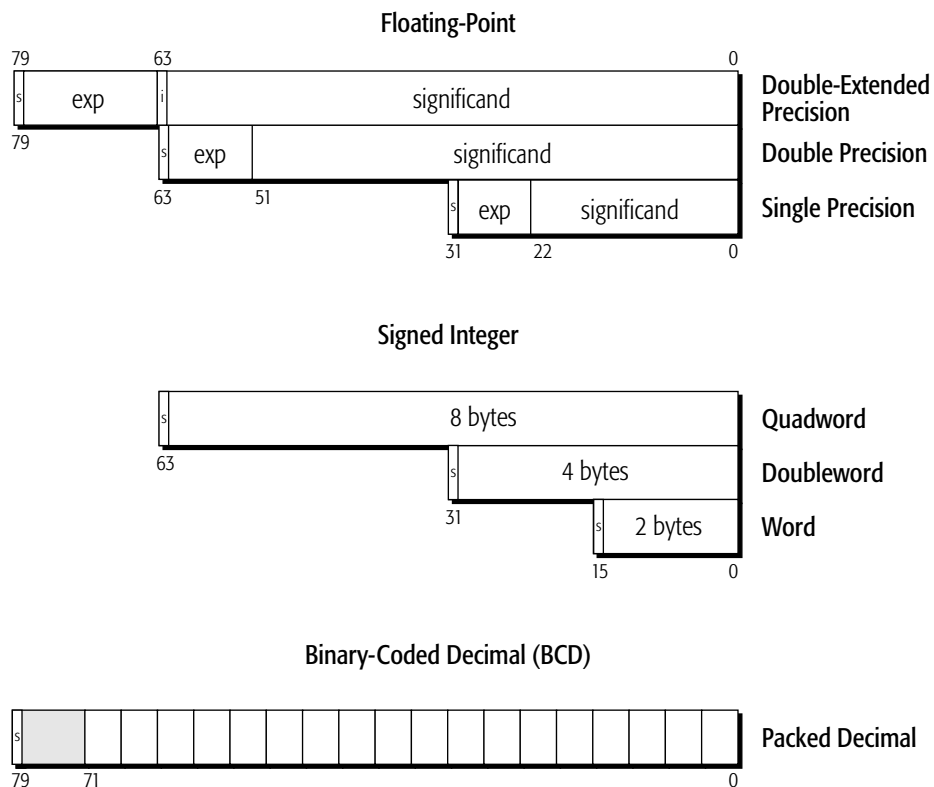 Floating-Point
79 63 0
s exp i significand Double-Extended
Precision
79
s exp significand Double Precision
63 51
s exp significand Single Precision
31 22 0
Signed Integer
s 8 bytes Quadword
63
s 4 bytes Doubleword
31
s 2 bytes Word
15 0
Binary-Coded Decimal (BCD)
s Packed Decimal
79 71 0